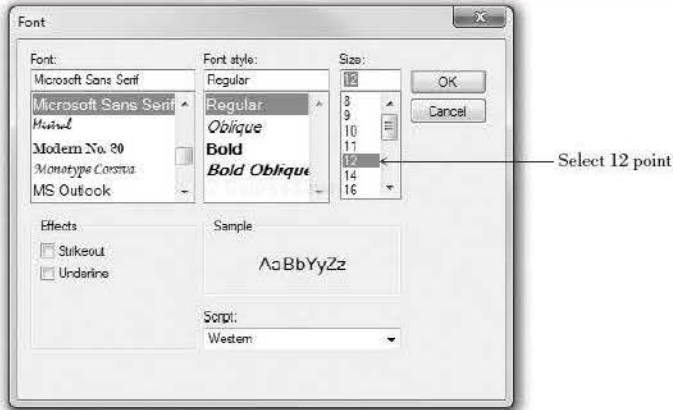 Font
x
Font:
Font style:
Size:
Microsoft Sans Serif
Regular
12
OK
Cancel
Microsoft Sans Serif
Mistral
Modern No. 20
Monotype Corsiva
MS Outlook
Regular
Oblique
Bold
Bold Oblique
8
9
10
11
12
14
16
Select 12 point
Effects
Strikeout
Underline
Sample
AaBbYyZz
Script:
Western